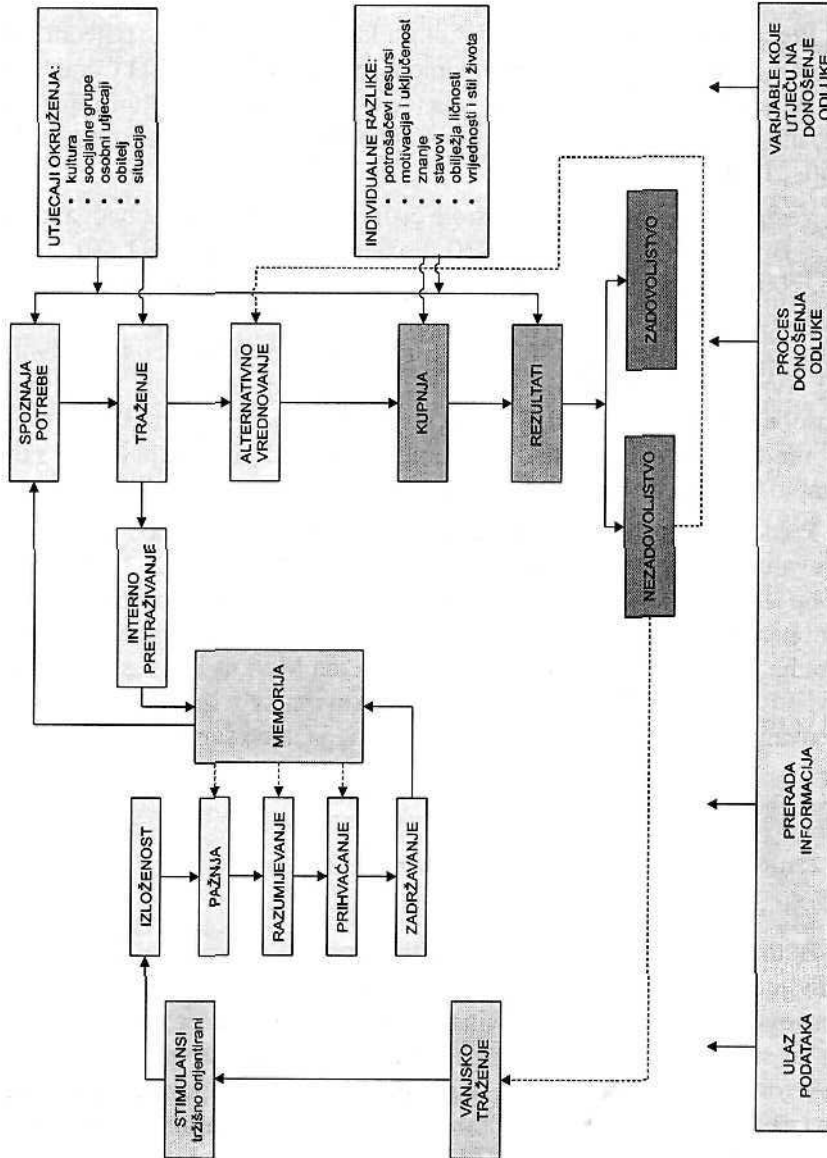 STIMULANSI
tržišno orijentirani
VANJSKO
TRAŽENJE
IZLOŽENOST
PAŽNJA
RAZUMIJEVANJE
PRIHVAĆANJE
ZADRŽAVANJE
MEMORIJA
INTERNO
PRETRAŽIVANJE
SPOZNAJA
POTREBE
TRAŽENJE
ALTERNATIVNO
VREDNOVANJE
KUPNJA
REZULTATI
NEZADOVOLJSTVO
ZADOVOLJSTVO
UTJECAJI OKRUŽENJA:
• kultura
• socijalne grupe
• osobni utjecaji
• obitelj
• situacija
INDIVIDUALNE RAZLIKE:
• potrošačevi resursi
• motivacija i uključenost
• znanje
• stavovi
• obilježja ličnosti
• vrijednosti i stil života
ULAZ
PODATAKA
PRERADA
INFORMACIJA
PROCES
DONOŠENJA
ODLUKE
VARIJABLE KOJE
UTJEČU NA
DONOŠENJE
ODLUKE